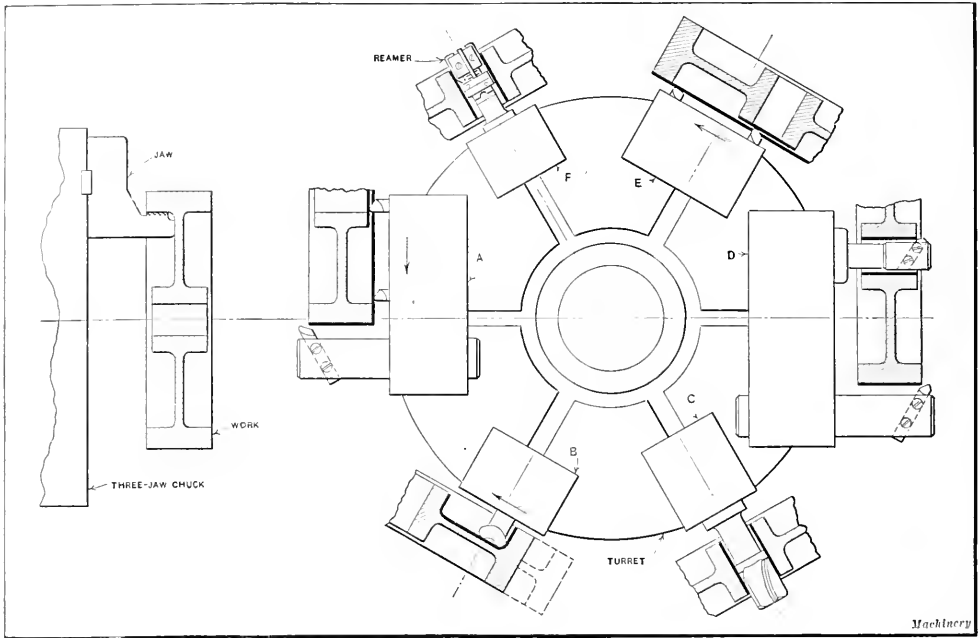 REAMER
JAW
F
E
A
D
WORK
C
B
THREE-JAW CHUCK
TURRET
Machinery